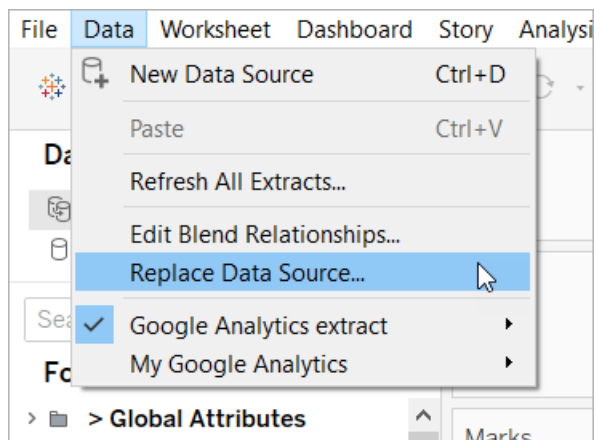 File Data Worksheet Dashboard Story Analysi
New Data Source Ctrl+D
Paste Ctrl+V
Refresh All Extracts...
Edit Blend Relationships...
Replace Data Source...
Google Analytics extract
My Google Analytics
> Global Attributes